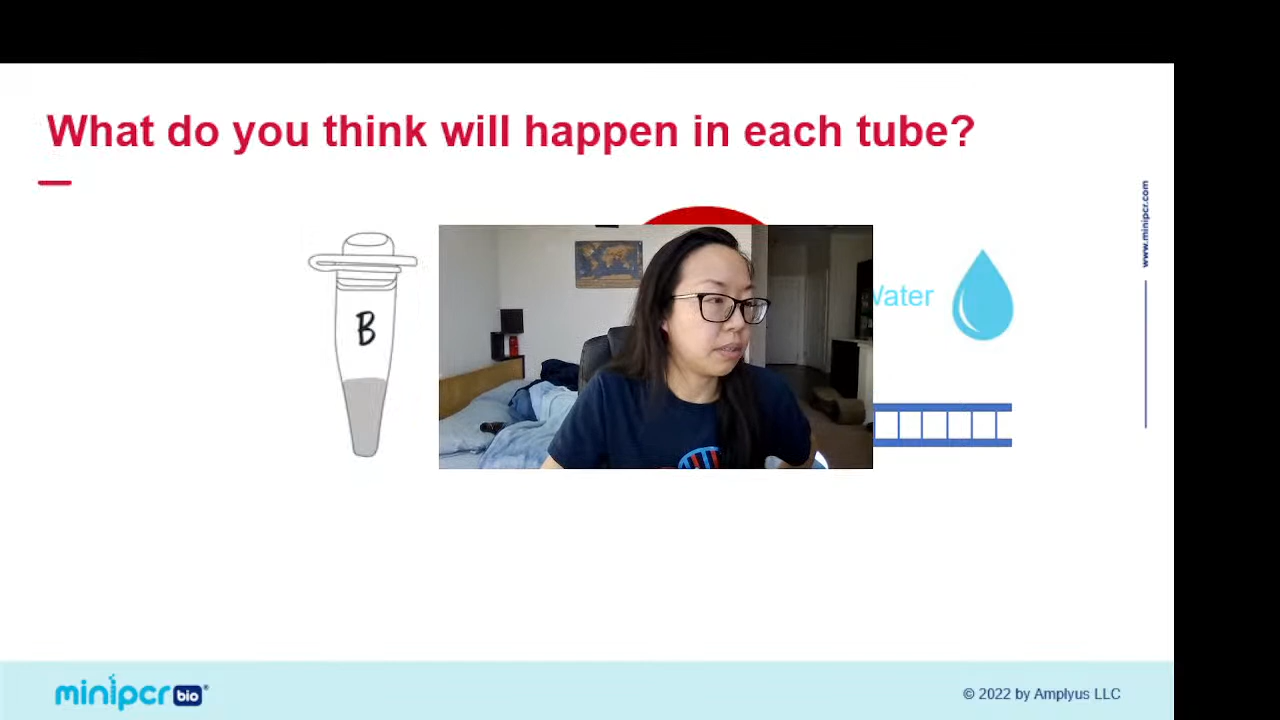 What do you think will happen in each tube?
www.minipcr.com
B
Water
minipcr bio®
© 2022 by Amplyus LLC